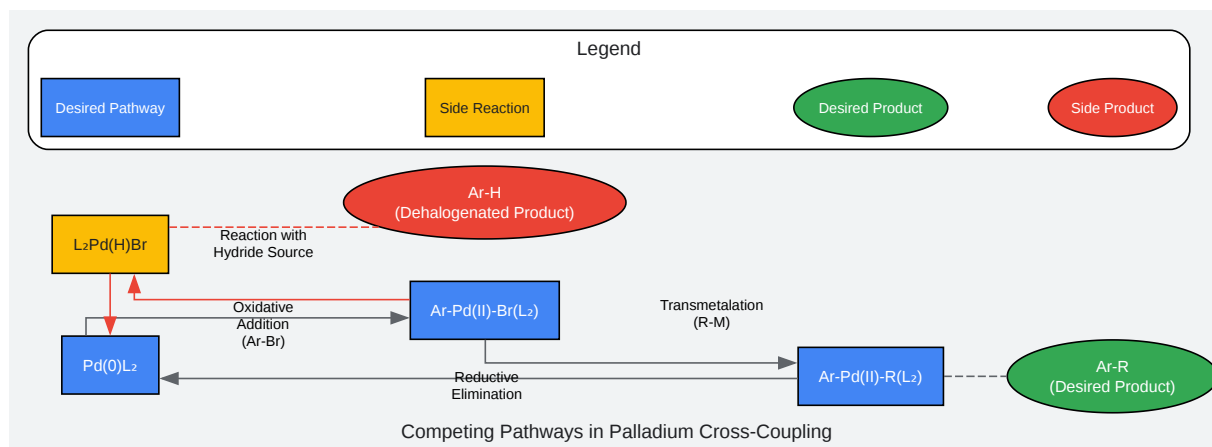 Legend
Desired Pathway
Side Reaction
Desired Product
Side Product
Ar-H
(Dehalogenated Product)
L₂Pd(H)Br
Reaction with
Hydride Source
Oxidative
Addition
(Ar-Br)
Ar-Pd(II)-Br(L₂)
Transmetalation
(R-M)
Pd(0)L₂
Reductive
Elimination
Ar-Pd(II)-R(L₂)
Ar-R
(Desired Product)
Competing Pathways in Palladium Cross-Coupling